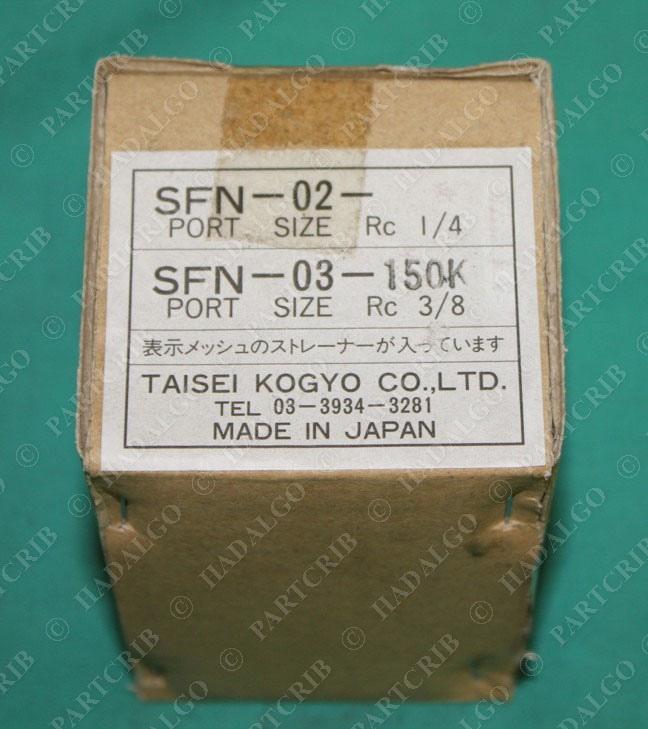 SFN-02-
PORT SIZE Rc 1/4
SFN-03-150K
PORT SIZE Rc 3/8
表示メッシュのストレーナーが入っています
TAISEI KOGYO CO.,LTD.
TEL 03-3934-3281
MADE IN JAPAN
© PARTCRIB © HADALGO